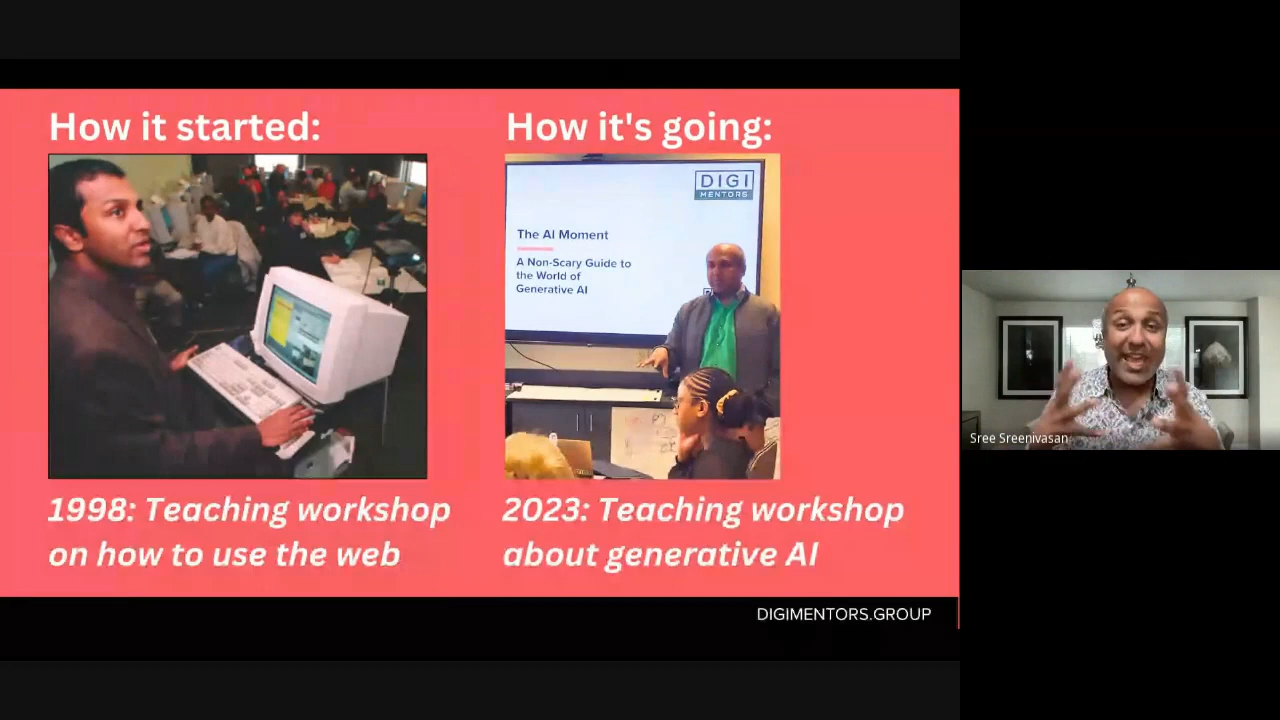 How it started:
How it's going:
DIGI
MENTORS
The AI Moment
A Non-Scary Guide to
the World of
Generative AI
Sree Sreenivasan
1998: Teaching workshop
on how to use the web
2023: Teaching workshop
about generative AI
DIGIMENTORS.GROUP